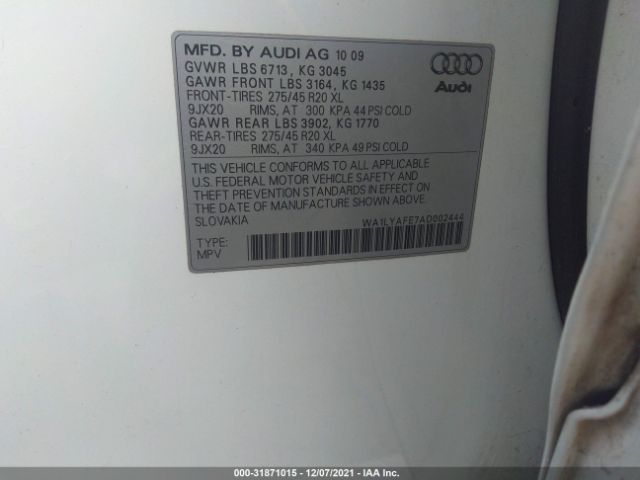 MFD. BY AUDI AG 10 09
GVWR LBS 6713, KG 3045
GAWR FRONT LBS 3164, KG 1435
FRONT-TIRES 275/45 R20 XL
9JX20 RIMS, AT 300 KPA 44 PSI COLD
GAWR REAR LBS 3902, KG 1770
REAR-TIRES 275/45 R20 XL
9JX20 RIMS, AT 340 KPA 49 PSI COLD
Audi
THIS VEHICLE CONFORMS TO ALL APPLICABLE
U.S. FEDERAL MOTOR VEHICLE SAFETY AND
THEFT PREVENTION STANDARDS IN EFFECT ON
THE DATE OF MANUFACTURE SHOWN ABOVE.
SLOVAKIA WA1LYAFE7AD002444
TYPE:
MPV
000-31871015 - 12/07/2021 - IAA Inc.